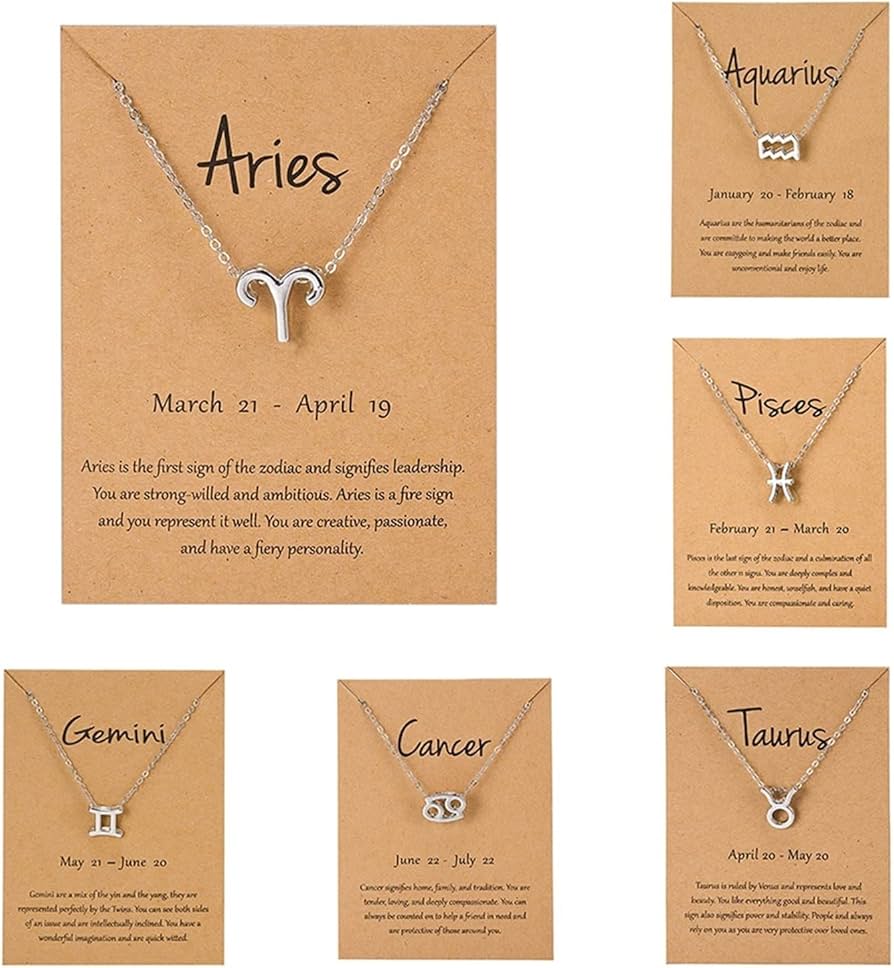 Aries
March 21 - April 19
Aries is the first sign of the zodiac and signifies leadership.
You are strong-willed and ambitious. Aries is a fire sign
and you represent it well. You are creative, passionate,
and have a fiery personality.
Aquarius
January 20 - February 18
Aquarius are the humanitarians of the zodiac and
are committide to making the world a better place.
You are easygoing and make friends easily. You are
unconventional and enjoy life.
Pisces
February 21 – March 20
Pisces is the last sign of the zodiac and a culmination of all
the other n signs. You are deeply comples and
knowledgeable. You are honest, unselfish, and have a quiet
disposition. You are compassionate and caring.
Gemini
May 21 – June 20
Gemini are a mix of the yin and the yang, they are
represented perfectly by the Twins. You can see both sides
of an issue and are intellectually inclined. You have a
wonderful imagination and are quick witted.
Cancer
June 22 - July 22
Cancer signifies home, family, and tradition. You are
tender, loving, and deeply compassionate. You can
always be counted on to help a friend in need and
are protective of those around you.
Taurus
April 20 - May 20
Taurus is ruled by Venus and represents love and
beauty. You like everything good and beautiful. This
sign also signifies power and stability. People and always
rely on you as you are very protective over loved ones.